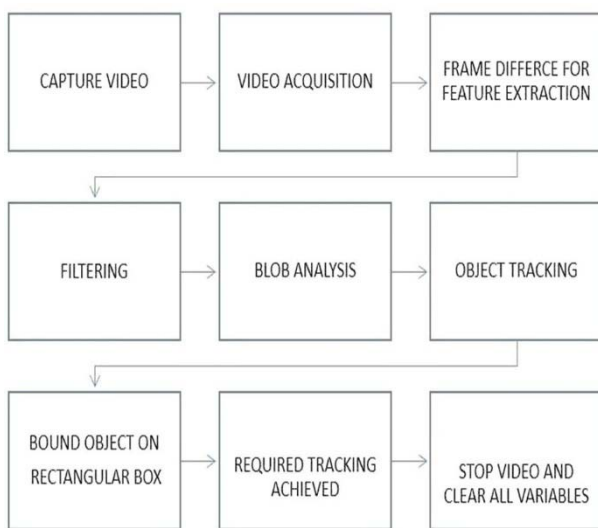 CAPTURE VIDEO
VIDEO ACQUISITION
FRAME DIFFERCE FOR
FEATURE EXTRACTION
FILTERING
BLOB ANALYSIS
OBJECT TRACKING
BOUND OBJECT ON
RECTANGULAR BOX
REQUIRED TRACKING
ACHIEVED
STOP VIDEO AND
CLEAR ALL VARIABLES